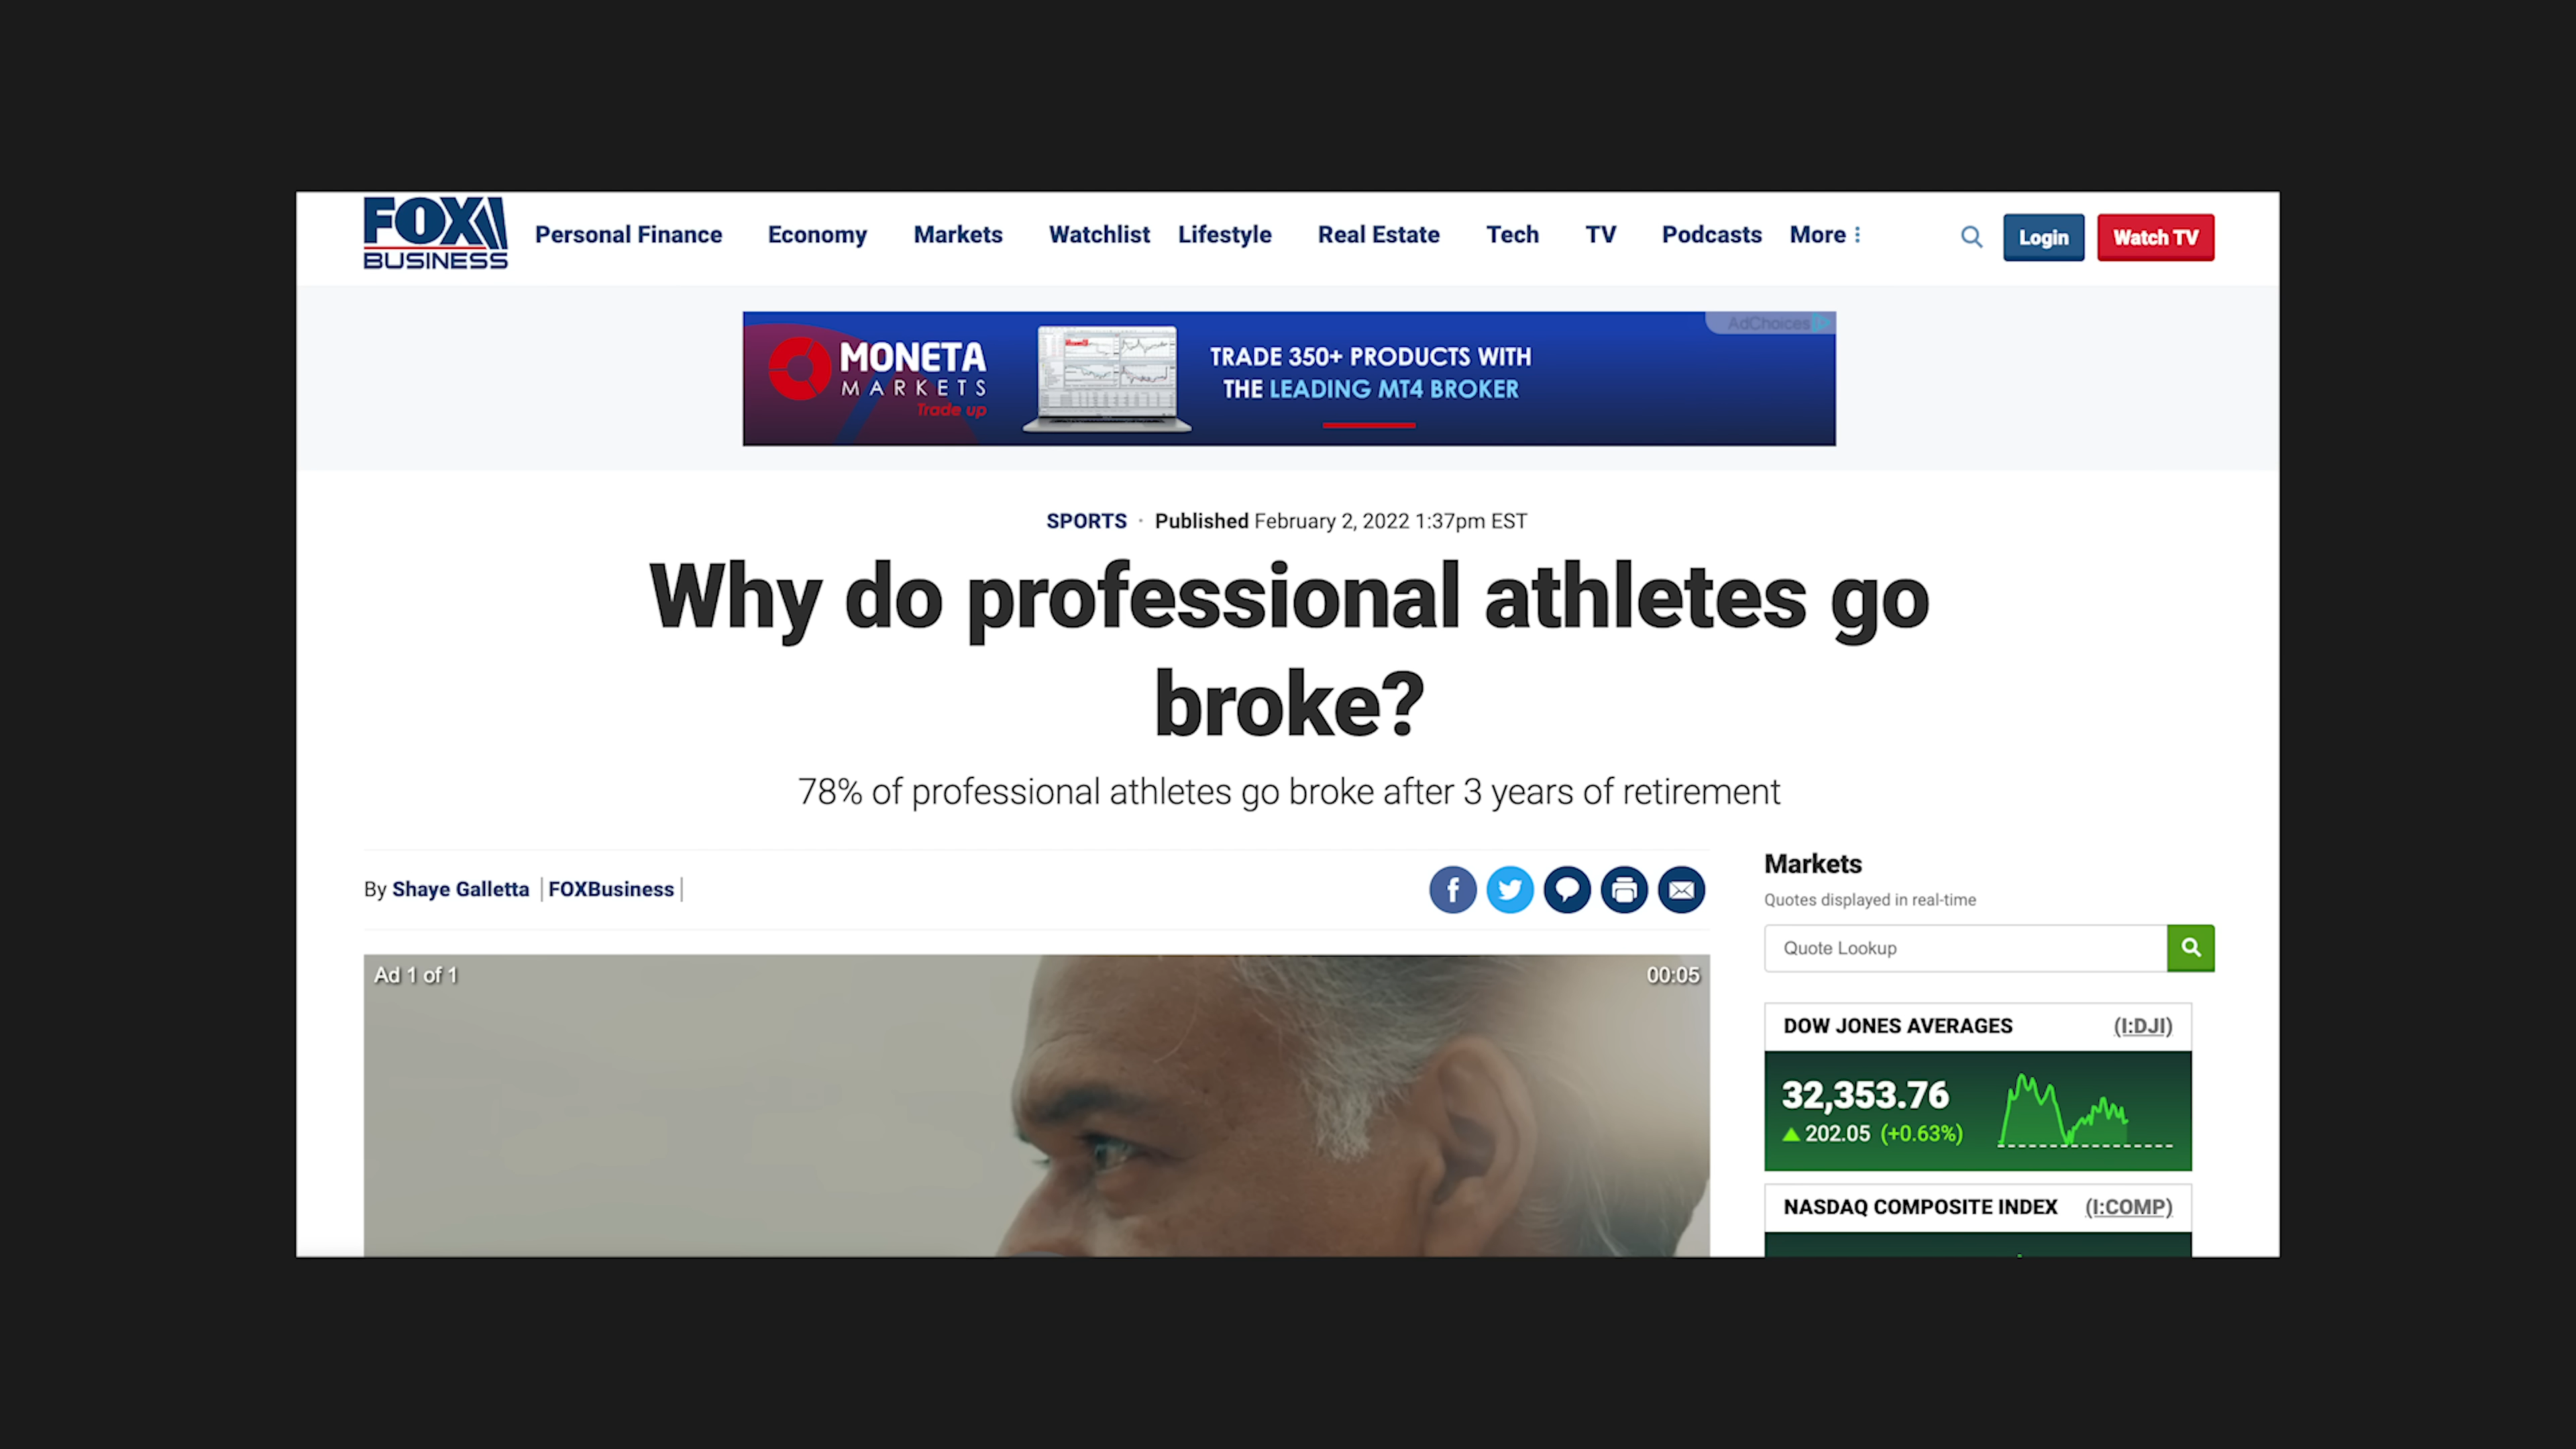 FOX
BUSINESS
Personal Finance Economy Markets Watchlist Lifestyle Real Estate Tech TV Podcasts More Login Watch TV
AdChoices
MONETA
MARKETS
Trade up
TRADE 350+ PRODUCTS WITH
THE LEADING MT4 BROKER
SPORTS · Published February 2, 2022 1:37pm EST
Why do professional athletes go
broke?
78% of professional athletes go broke after 3 years of retirement
By Shaye Galletta | FOXBusiness |
Ad 1 of 1
00:05
Markets
Quotes displayed in real-time
Quote Lookup
DOW JONES AVERAGES (I:DJI)
32,353.76
202.05 (+0.63%)
NASDAQ COMPOSITE INDEX (I:COMP)